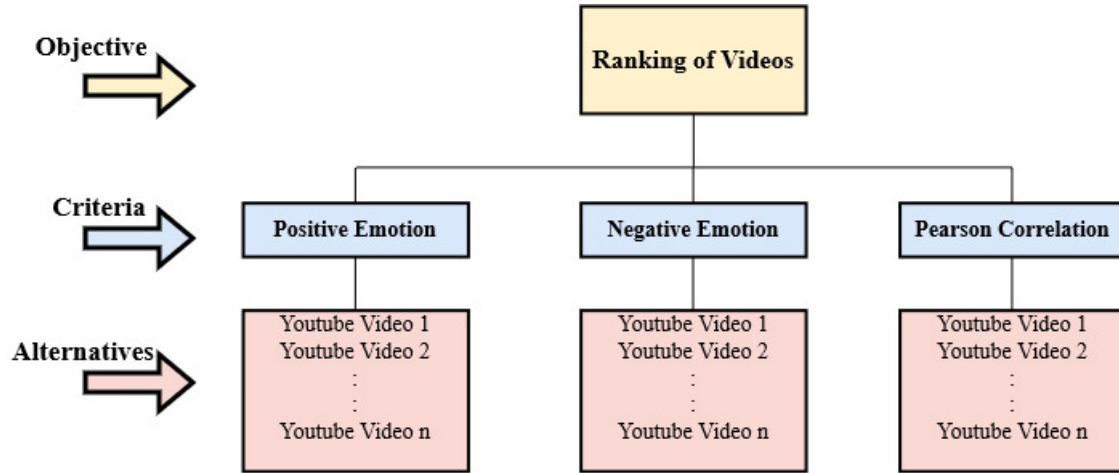 Objective
Ranking of Videos
Criteria
Positive Emotion
Negative Emotion
Pearson Correlation
Alternatives
Youtube Video 1
Youtube Video 2
:
:
Youtube Video n
Youtube Video 1
Youtube Video 2
:
:
Youtube Video n
Youtube Video 1
Youtube Video 2
:
:
Youtube Video n